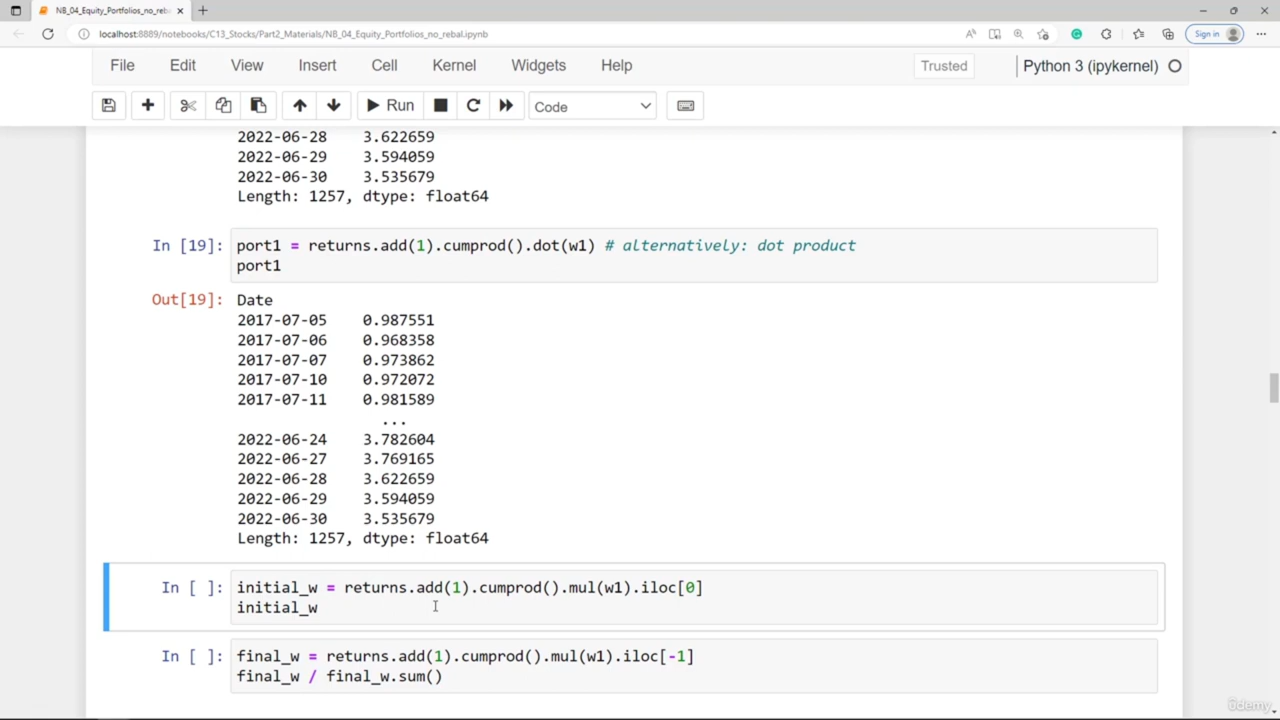 NB_04_Equity_Portfolios_no_reb
localhost:8889/notebooks/C13_Stocks/Part2_Materials/NB_04_Equity_Portfolios_no_rebal.ipynb
Sign in
File Edit View Insert Cell Kernel Widgets Help
Trusted
Python 3 (ipykernel)
Run
Code
2022-06-28 3.622659
2022-06-29 3.594059
2022-06-30 3.535679
Length: 1257, dtype: float64
In [19]: port1 = returns.add(1).cumprod().dot(w1) # alternatively: dot product
port1
Out[19]: Date
2017-07-05 0.987551
2017-07-06 0.968358
2017-07-07 0.973862
2017-07-10 0.972072
2017-07-11 0.981589
...
2022-06-24 3.782604
2022-06-27 3.769165
2022-06-28 3.622659
2022-06-29 3.594059
2022-06-30 3.535679
Length: 1257, dtype: float64
In [ ]: initial_w = returns.add(1).cumprod().mul(w1).iloc[0]
initial_w
In [ ]: final_w = returns.add(1).cumprod().mul(w1).iloc[-1]
final_w / final_w.sum()
Udemy